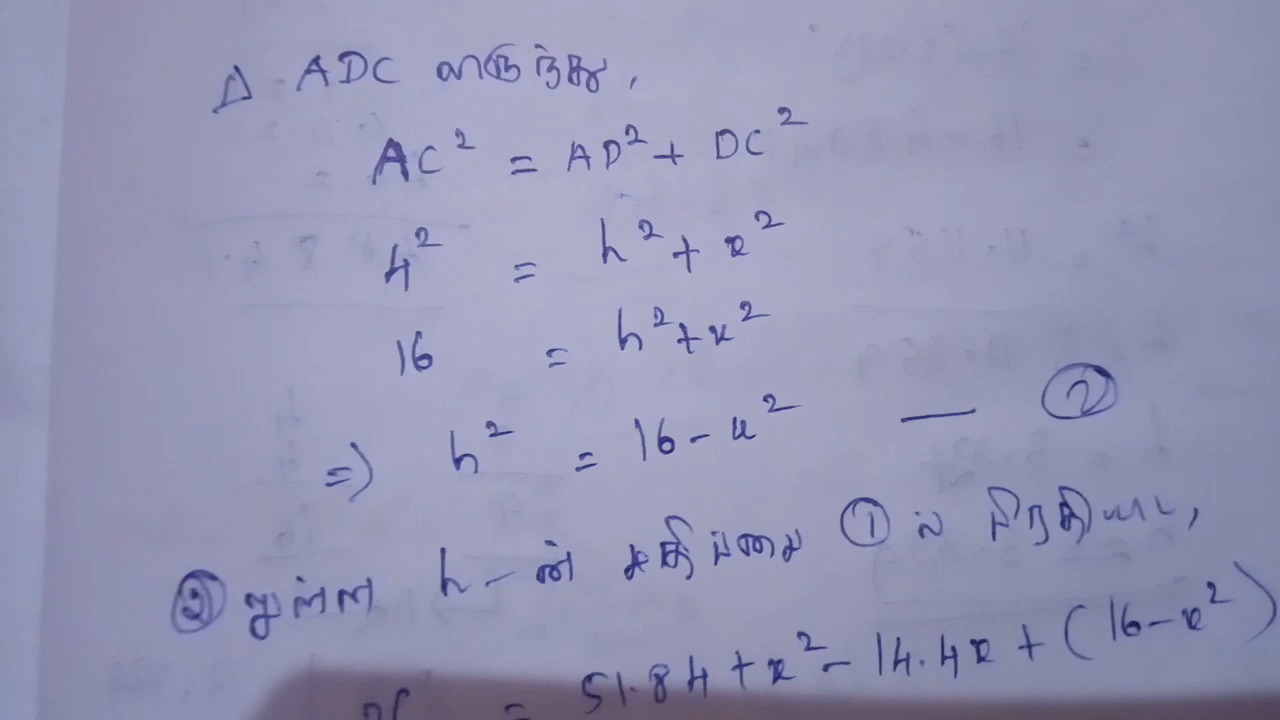 Δ ADC லிருந்து,
AC² = AD² + DC²
4² = h² + x²
16 = h² + x²
=> h² = 16 - x² — ②
② லுள்ள h-ன் மதிப்பை ① ல் பிரதியிட,
= 51.84 + x² - 14.4x + (16 - x²)